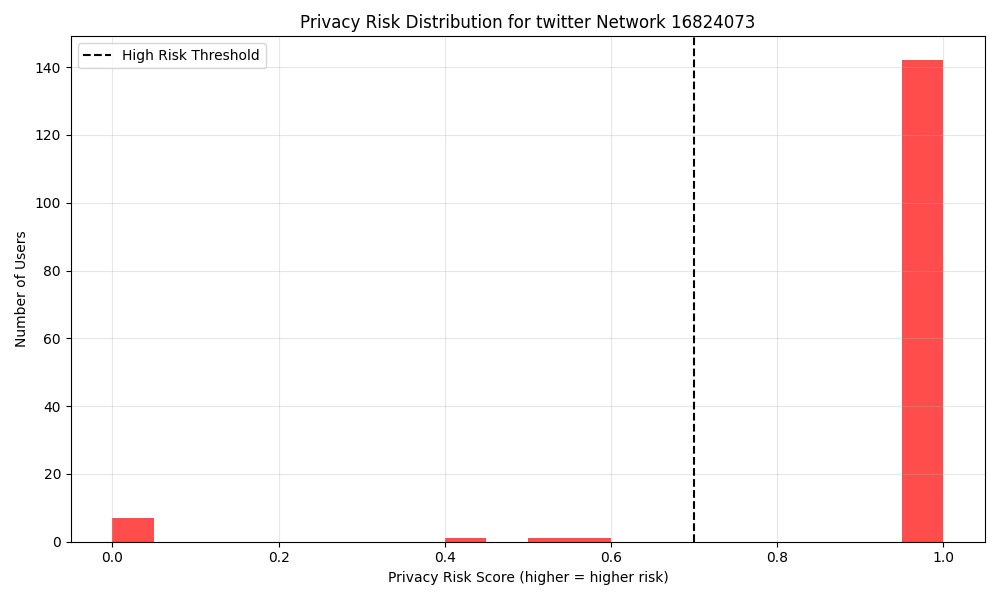 Privacy Risk Distribution for twitter Network 16824073
High Risk Threshold
140
120
100
80
60
40
20
0
Number of Users
0.0 0.2 0.4 0.6 0.8 1.0
Privacy Risk Score (higher = higher risk)